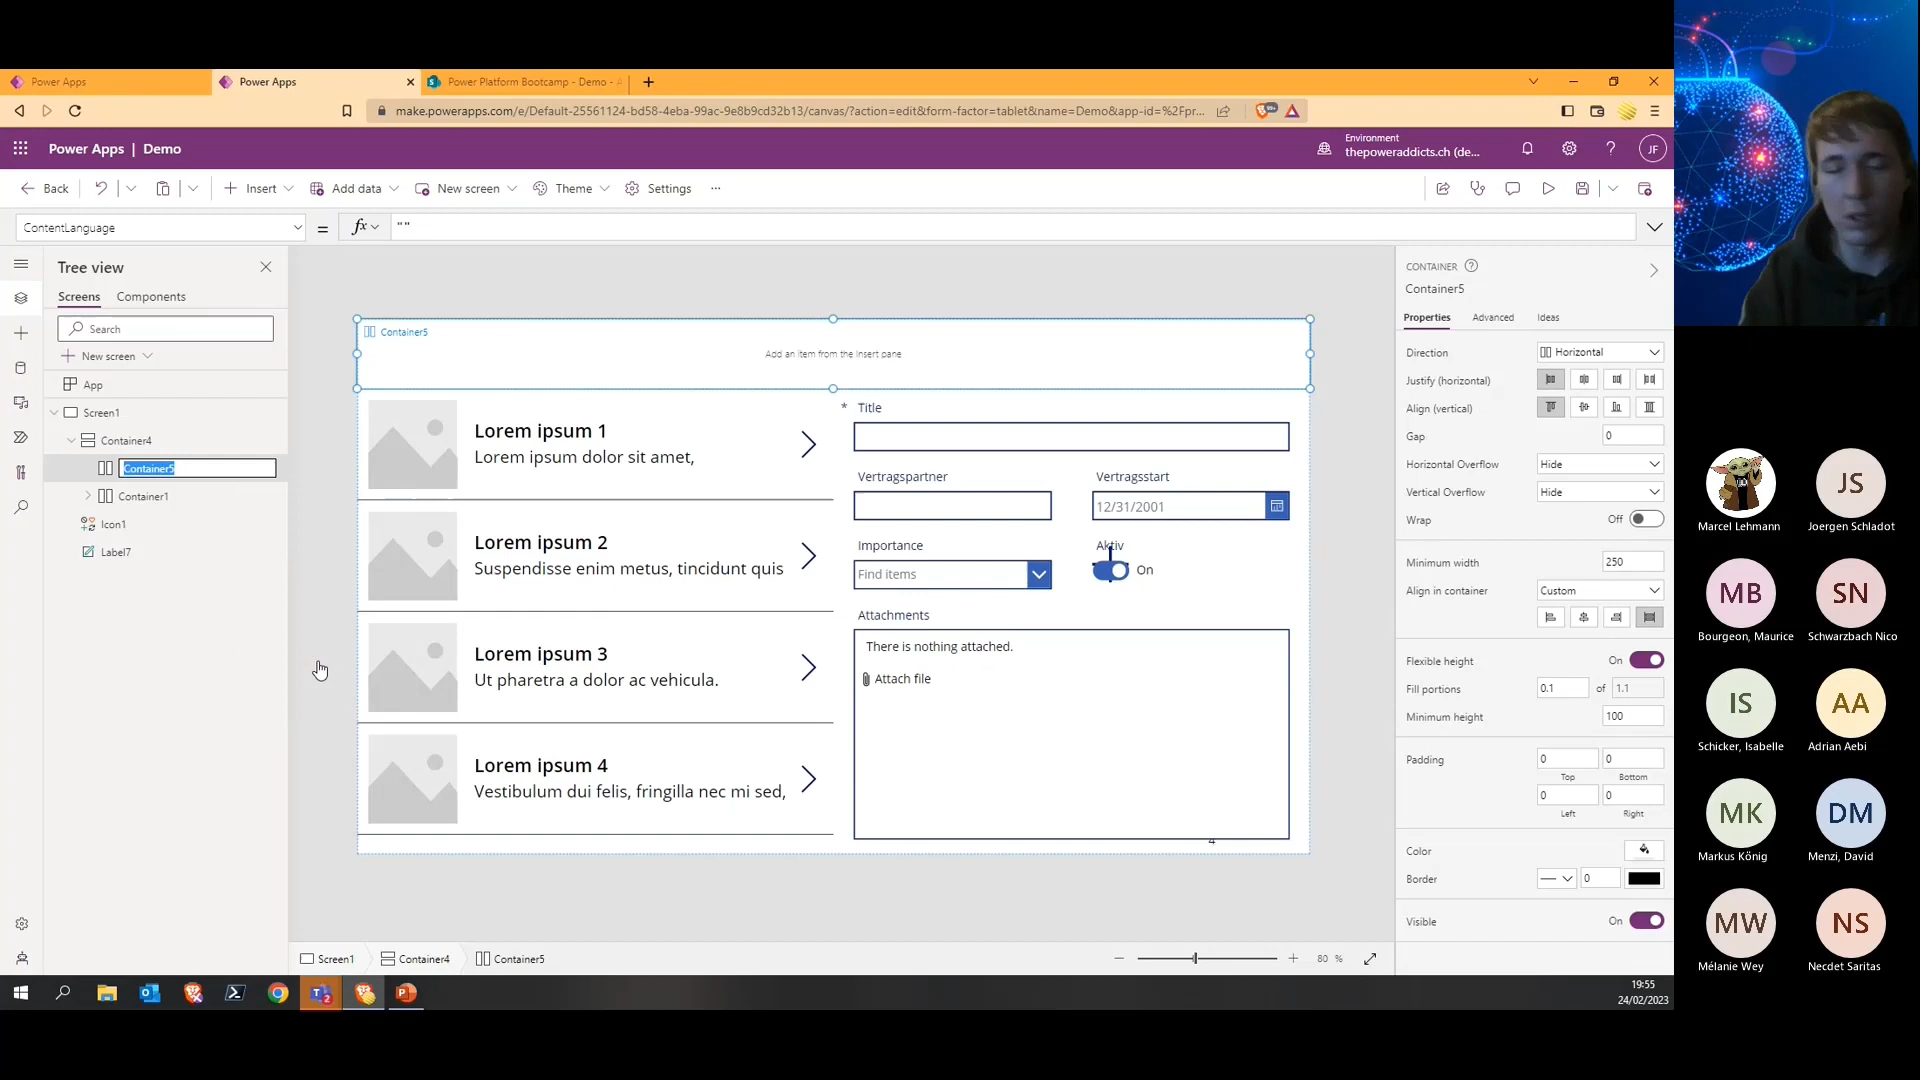 Power Apps
Power Apps
Power Platform Bootcamp - Demo - A
make.powerapps.com/e/Default-25561124-bd58-4eba-99ac-9e8b9cd32b13/canvas/?action=edit&form-factor=tablet&name=Demo&app-id=%2Fpr...
99+
Power Apps | Demo
Environment
thepoweraddicts.ch (de...
JF
Back
Insert
Add data
New screen
Theme
Settings
ContentLanguage
=
fx
""
Tree view
Screens
Components
Search
New screen
App
Screen1
Container4
Container5
Container1
Icon1
Label7
Container5
Add an item from the Insert pane
Lorem ipsum 1
Lorem ipsum dolor sit amet,
Lorem ipsum 2
Suspendisse enim metus, tincidunt quis
Lorem ipsum 3
Ut pharetra a dolor ac vehicula.
Lorem ipsum 4
Vestibulum dui felis, fringilla nec mi sed,
* Title
Vertragspartner
Vertragsstart
12/31/2001
Importance
Aktiv
Find items
On
Attachments
There is nothing attached.
Attach file
4
Screen1
Container4
Container5
80 %
CONTAINER
Container5
Properties
Advanced
Ideas
Direction
Horizontal
Justify (horizontal)
Align (vertical)
Gap
0
Horizontal Overflow
Hide
Vertical Overflow
Hide
Wrap
Off
Minimum width
250
Align in container
Custom
Flexible height
On
Fill portions
0.1 of 1.1
Minimum height
100
Padding
0
0
Top
Bottom
0
0
Left
Right
Color
Border
0
Visible
On
2
19:55
24/02/2023
Marcel Lehmann
JS
Joergen Schladot
MB
Bourgeon, Maurice
SN
Schwarzbach Nico
IS
Schicker, Isabelle
AA
Adrian Aebi
MK
Markus König
DM
Menzi, David
MW
Mélanie Wey
NS
Necdet Saritas